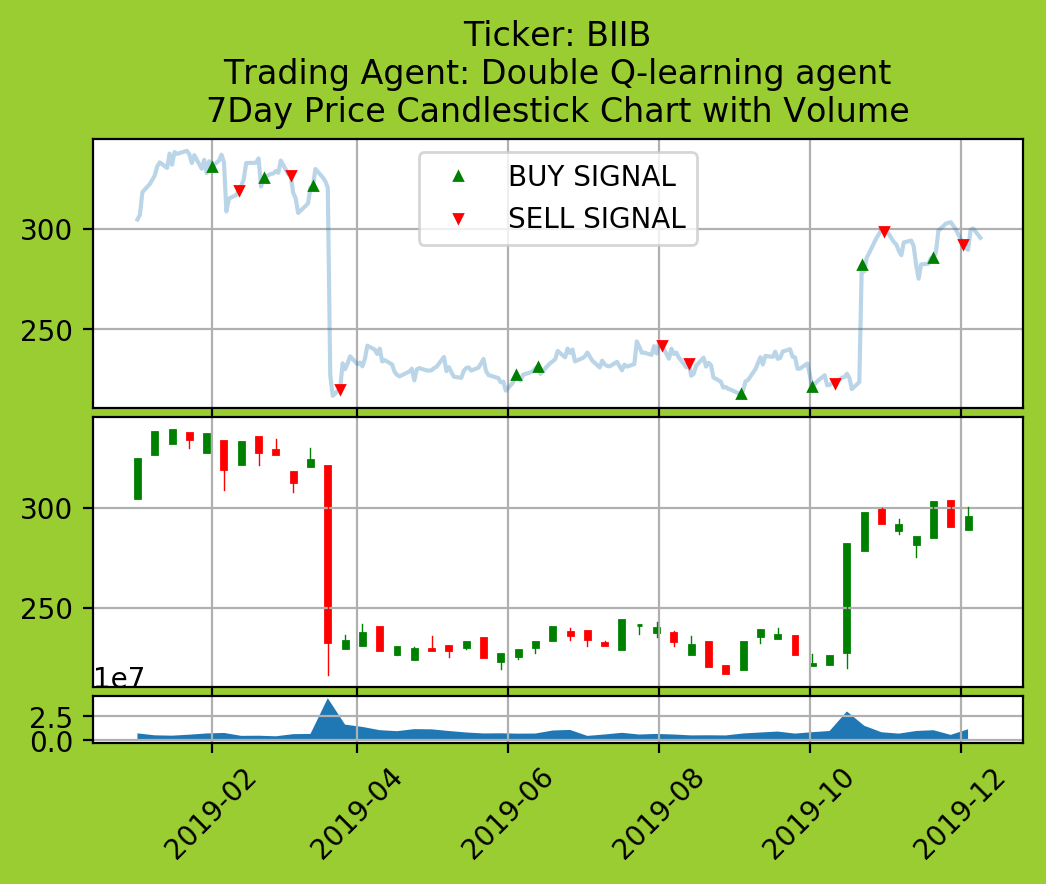 Ticker: BIIB
Trading Agent: Double Q-learning agent
7Day Price Candlestick Chart with Volume
BUY SIGNAL
SELL SIGNAL
300
250
300
250
1e7
2.5
0.0
2019-02
2019-04
2019-06
2019-08
2019-10
2019-12